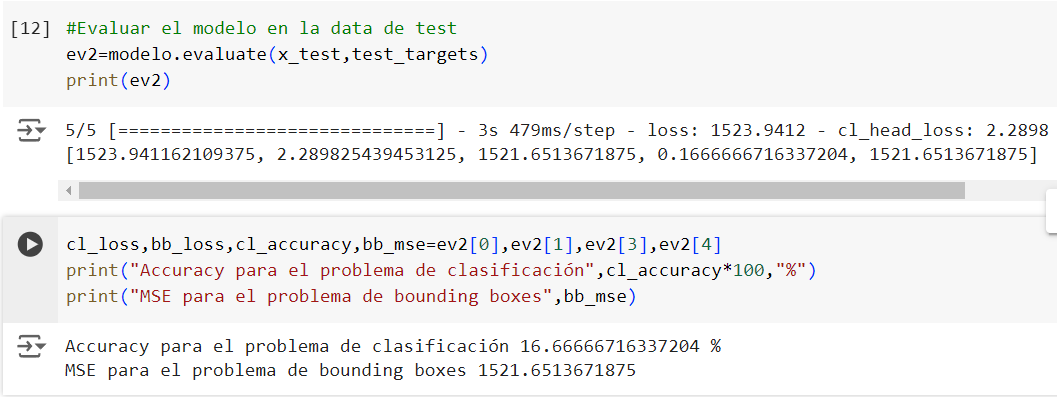 [12] #Evaluar el modelo en la data de test
ev2=modelo.evaluate(x_test,test_targets)
print(ev2)
5/5 [==============================] - 3s 479ms/step - loss: 1523.9412 - cl_head_loss: 2.2898
[1523.941162109375, 2.289825439453125, 1521.6513671875, 0.1666666716337204, 1521.6513671875]
cl_loss,bb_loss,cl_accuracy,bb_mse=ev2[0],ev2[1],ev2[3],ev2[4]
print("Accuracy para el problema de clasificación",cl_accuracy*100,"%")
print("MSE para el problema de bounding boxes",bb_mse)
Accuracy para el problema de clasificación 16.66666716337204 %
MSE para el problema de bounding boxes 1521.6513671875